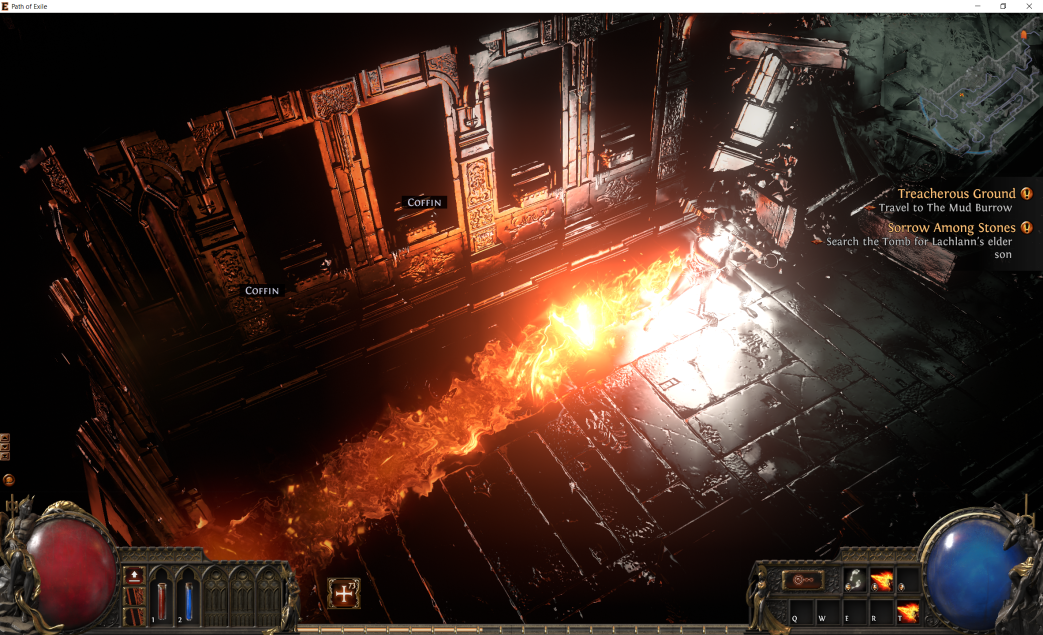 Path of Exile
Treacherous Ground
Travel to The Mud Burrow
Sorrow Among Stones
Search the Tomb for Lachlann's elder
son
COFFIN
COFFIN
73
1
2
Q
W
E
R
T